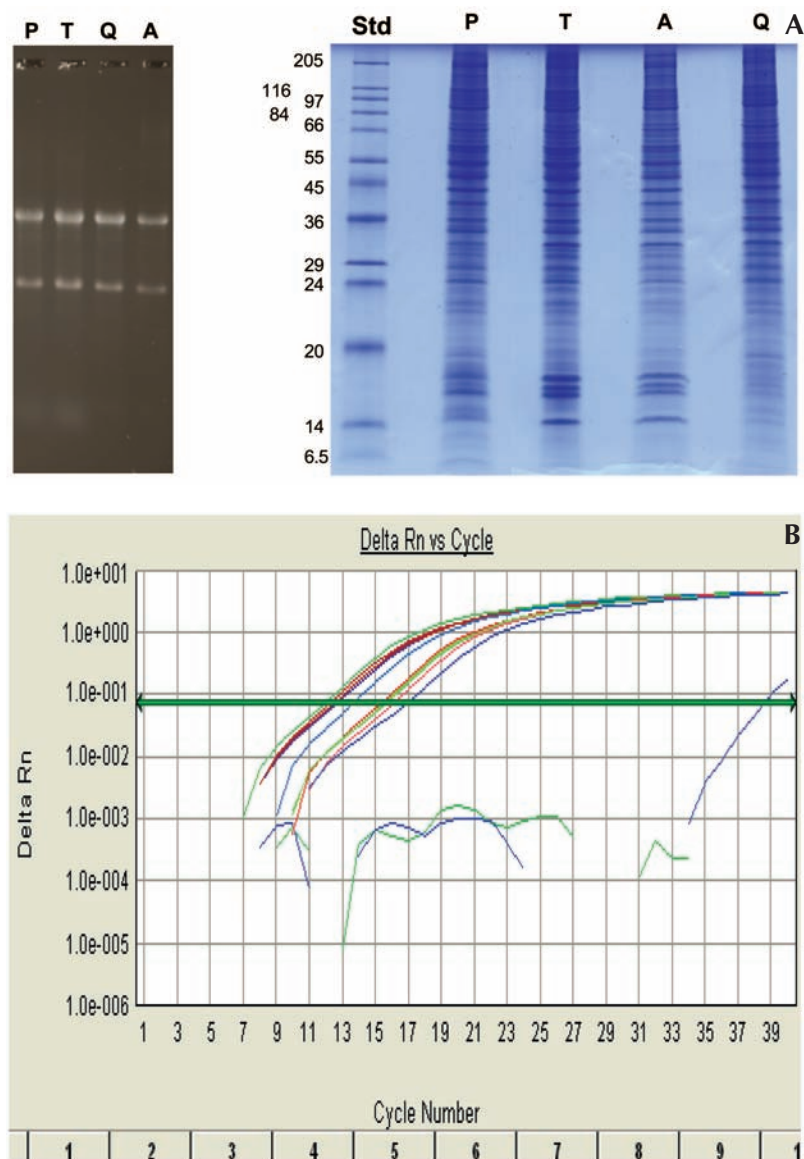 P T Q A
Std P T A Q
A
205
116
97
84
66
55
45
36
29
24
20
14
6.5
B
Delta Rn vs Cycle
Delta Rn
1.0e+001
1.0e+000
1.0e-001
1.0e-002
1.0e-003
1.0e-004
1.0e-005
1.0e-006
1 3 5 7 9 11 13 15 17 19 21 23 25 27 29 31 33 35 37 39
Cycle Number
1 2 3 4 5 6 7 8 9 1